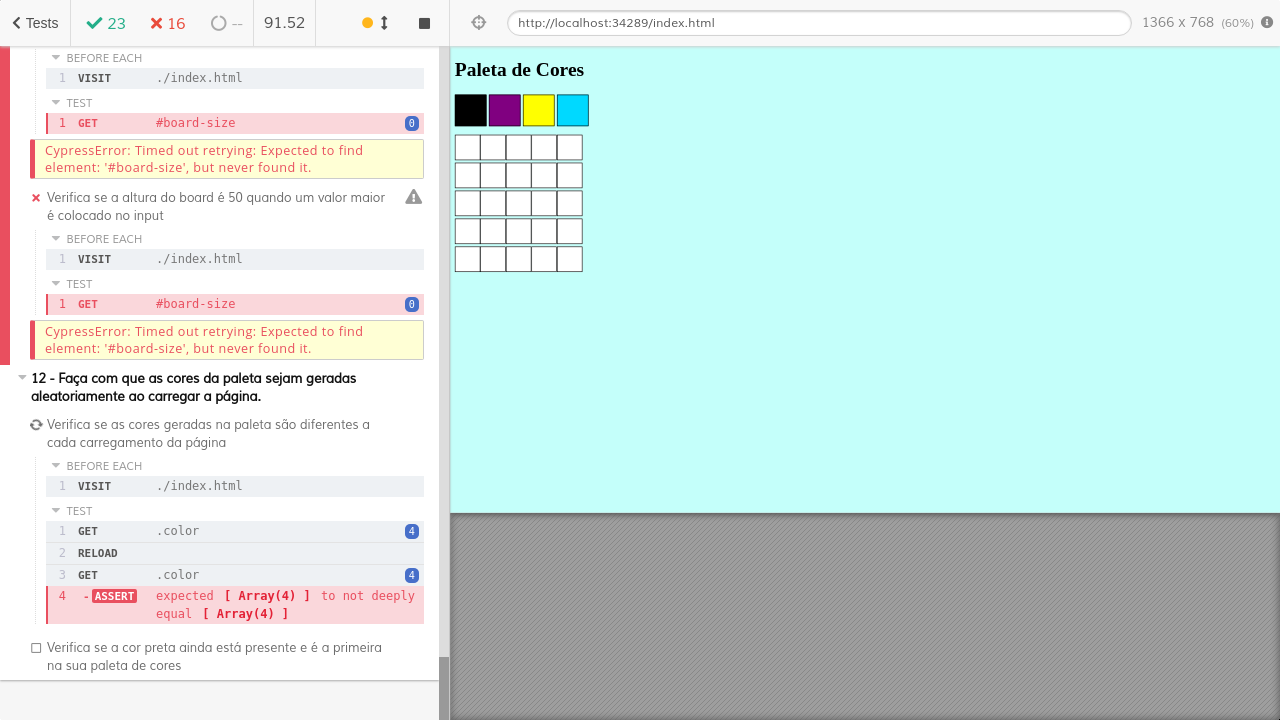 Tests 23 16 -- 91.52 http://localhost:34289/index.html 1366 x 768 (60%)
BEFORE EACH
1 VISIT ./index.html
TEST
1 GET #board-size 0
CypressError: Timed out retrying: Expected to find
element: '#board-size', but never found it.
Verifica se a altura do board é 50 quando um valor maior
é colocado no input
BEFORE EACH
1 VISIT ./index.html
TEST
1 GET #board-size 0
CypressError: Timed out retrying: Expected to find
element: '#board-size', but never found it.
12 - Faça com que as cores da paleta sejam geradas
aleatoriamente ao carregar a página.
Verifica se as cores geradas na paleta são diferentes a
cada carregamento da página
BEFORE EACH
1 VISIT ./index.html
TEST
1 GET .color 4
2 RELOAD
3 GET .color 4
4 -ASSERT expected [ Array(4) ] to not deeply
equal [ Array(4) ]
Verifica se a cor preta ainda está presente e é a primeira
na sua paleta de cores
Paleta de Cores